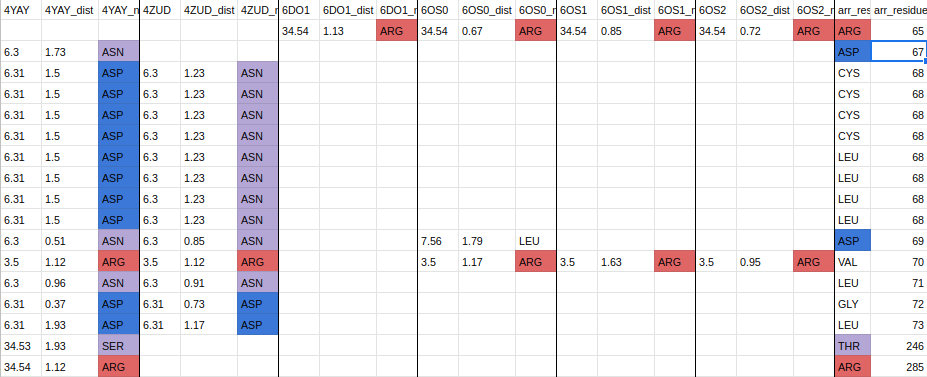 4YAY 4YAY_dist 4YAY_n 4ZUD 4ZUD_dist 4ZUD_r 6DO1 6DO1_dist 6DO1_r 6OS0 6OS0_dist 6OS0_r 6OS1 6OS1_dist 6OS1_r 6OS2 6OS2_dist 6OS2_r arr_res arr_residue
34.54 1.13 ARG 34.54 0.67 ARG 34.54 0.85 ARG 34.54 0.72 ARG ARG 65
6.3 1.73 ASN ASP 67
6.31 1.5 ASP 6.3 1.23 ASN CYS 68
6.31 1.5 ASP 6.3 1.23 ASN CYS 68
6.31 1.5 ASP 6.3 1.23 ASN CYS 68
6.31 1.5 ASP 6.3 1.23 ASN CYS 68
6.31 1.5 ASP 6.3 1.23 ASN LEU 68
6.31 1.5 ASP 6.3 1.23 ASN LEU 68
6.31 1.5 ASP 6.3 1.23 ASN LEU 68
6.31 1.5 ASP 6.3 1.23 ASN LEU 68
6.3 0.51 ASN 6.3 0.85 ASN 7.56 1.79 LEU ASP 69
3.5 1.12 ARG 3.5 1.12 ARG 3.5 1.17 ARG 3.5 1.63 ARG 3.5 0.95 ARG VAL 70
6.3 0.96 ASN 6.3 0.91 ASN LEU 71
6.31 0.37 ASP 6.31 0.73 ASP GLY 72
6.31 1.93 ASP 6.31 1.17 ASP LEU 73
34.53 1.93 SER THR 246
34.54 1.12 ARG ARG 285